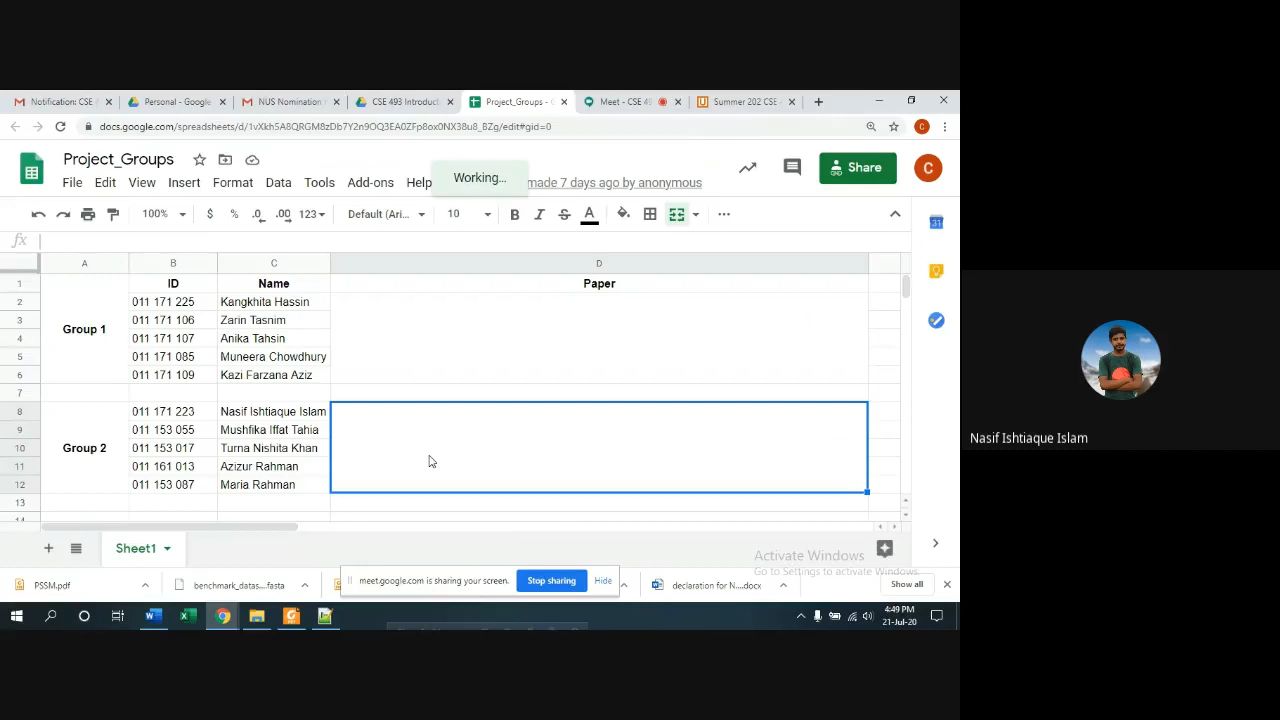 Notification: CSE
Personal - Google
NUS Nomination
CSE 493 Introduct
Project_Groups -
Meet - CSE 49
Summer 202 CSE
docs.google.com/spreadsheets/d/1vXkh5A8QRGM8zDb7Y2n9OQ3EA0ZFp8ox0NX38u8_BZg/edit#gid=0
C
Project_Groups
Working...
Share
C
File Edit View Insert Format Data Tools Add-ons Help
made 7 days ago by anonymous
100% $ % .0 .00 123 Default (Ari... 10 B I S A
fx
A B C D
1 ID Name Paper
2 011 171 225 Kangkhita Hassin
3 011 171 106 Zarin Tasnim
Group 1
4 011 171 107 Anika Tahsin
5 011 171 085 Muneera Chowdhury
6 011 171 109 Kazi Farzana Aziz
7
8 011 171 223 Nasif Ishtiaque Islam
9 011 153 055 Mushfika Iffat Tahia
10 Group 2 011 153 017 Turna Nishita Khan
11 011 161 013 Azizur Rahman
12 011 153 087 Maria Rahman
13
14
Nasif Ishtiaque Islam
Sheet1
Activate Windows
Go to Settings to activate Windows.
PSSM.pdf
benchmark_datas....fasta
meet.google.com is sharing your screen.
Stop sharing
Hide
declaration for N....docx
Show all
4:49 PM
21-Jul-20